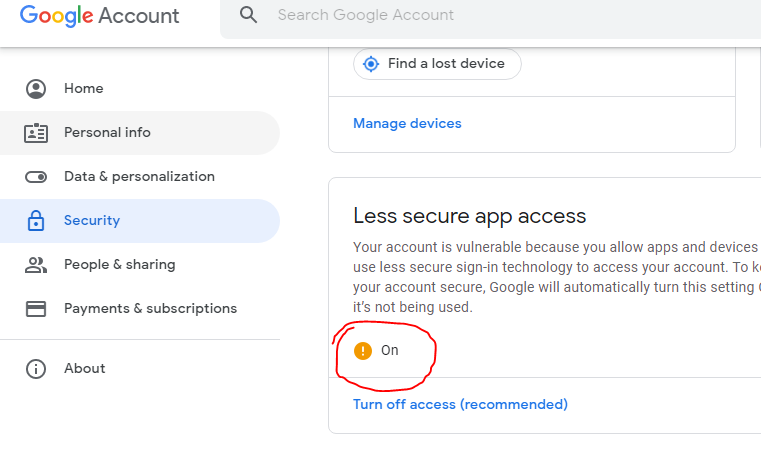 Google Account
Search Google Account
Home
Personal info
Data & personalization
Security
People & sharing
Payments & subscriptions
About
Find a lost device
Manage devices
Less secure app access
Your account is vulnerable because you allow apps and devices
use less secure sign-in technology to access your account. To
your account secure, Google will automatically turn this setting
it's not being used.
On
Turn off access (recommended)